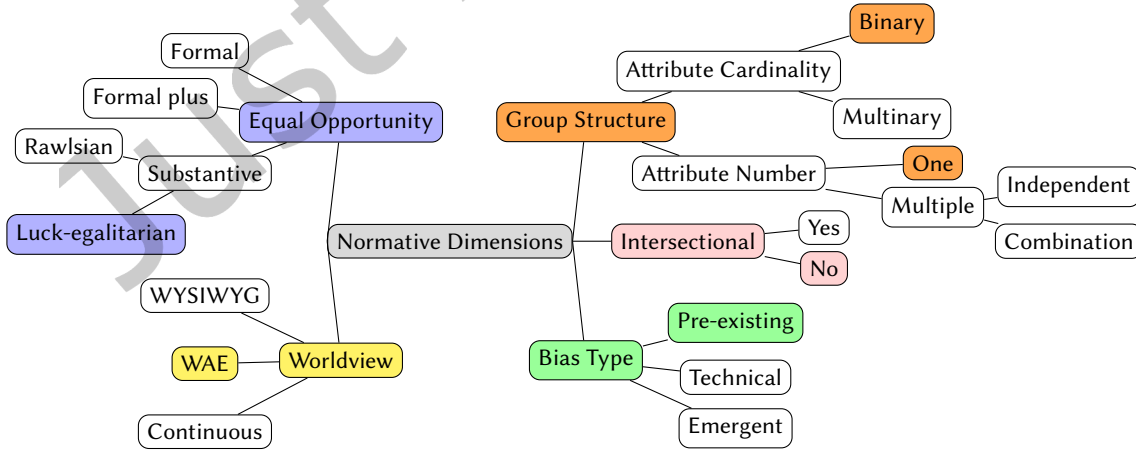 Binary
Formal
Attribute Cardinality
Formal plus
Equal Opportunity
Group Structure
Multinary
Rawlsian
Substantive
Attribute Number
One
Independent
Multiple
Luck-egalitarian
Normative Dimensions
Intersectional
Yes
Combination
No
WYSIWYG
Pre-existing
WAE
Worldview
Bias Type
Technical
Continuous
Emergent
Just